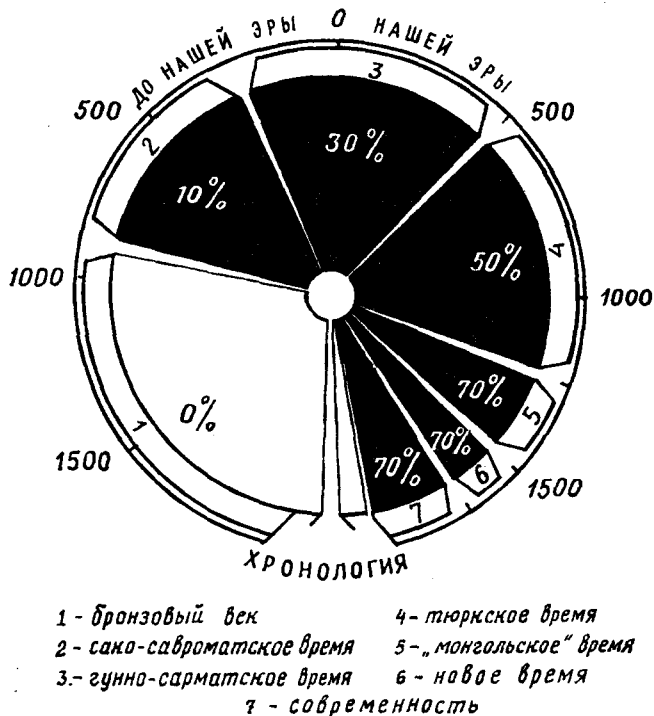 ДО НАШЕЙ ЭРЫ 0 НАШЕЙ ЭРЫ
500 500
3
2
30%
10%
4
50%
1000 1000
70%
5
0%
70%
70%
1
6
1500 1500
7
ХРОНОЛОГИЯ
1 - бронзовый век
2 - сако-савроматское время
3.- гунно-сарматское время
4 - тюркское время
5 - „монгольское“ время
6 - новое время
7 - современность